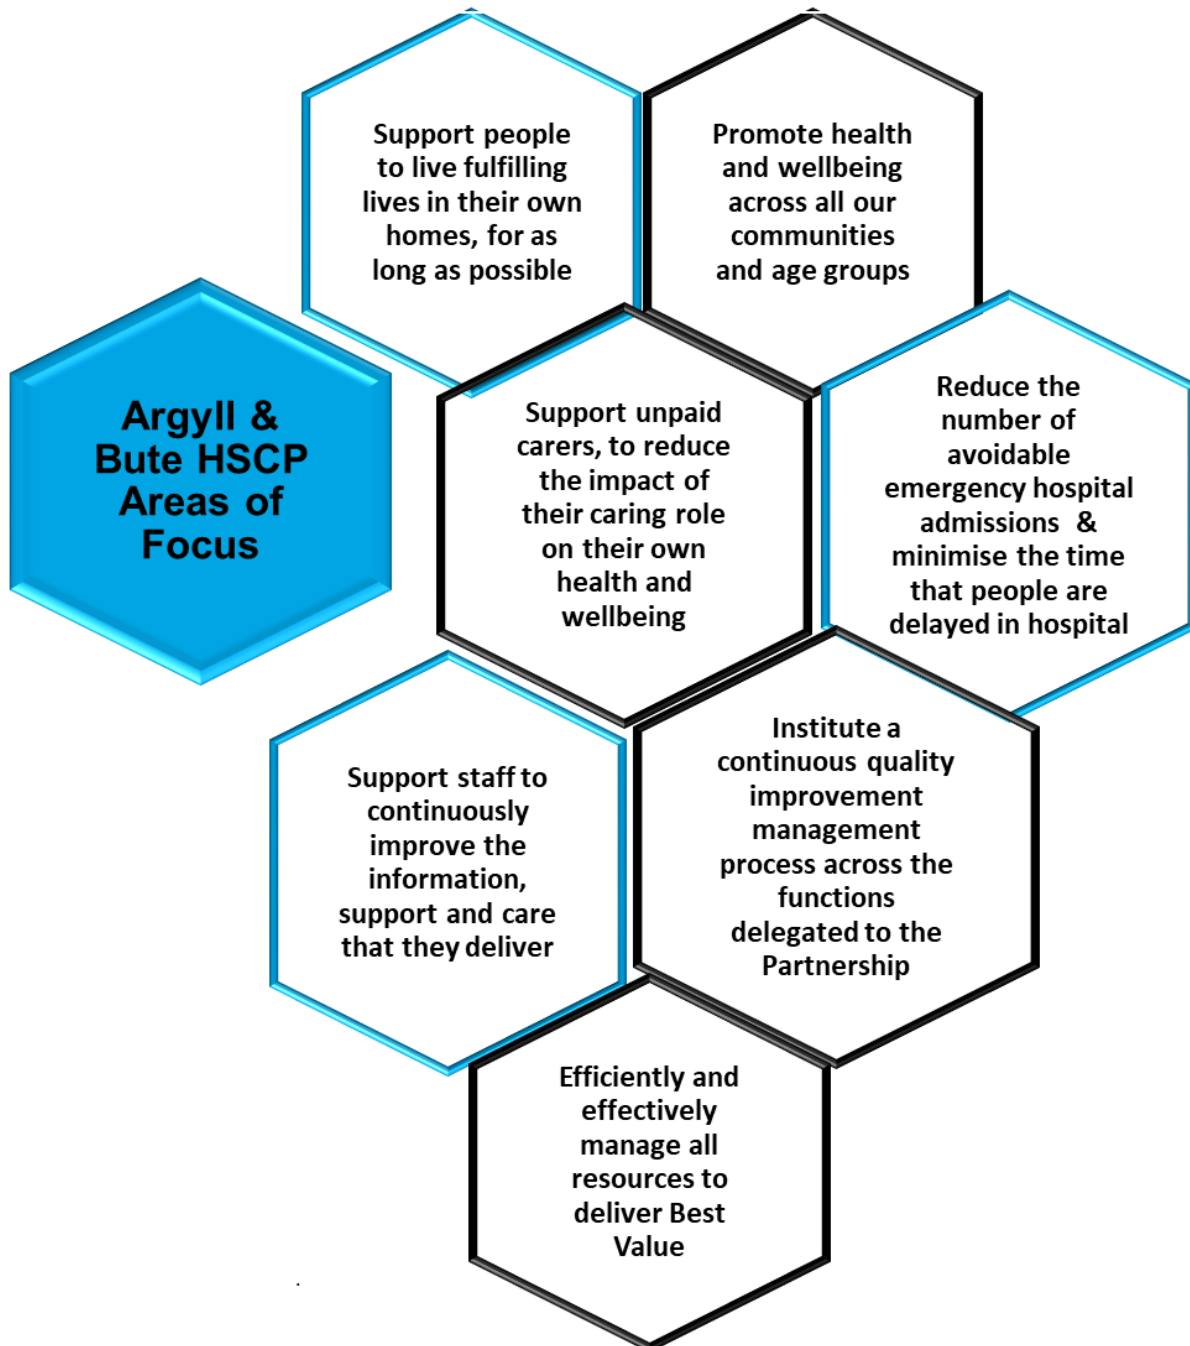 Support people
to live fulfilling
lives in their own
homes, for as
long as possible
Promote health
and wellbeing
across all our
communities
and age groups
Argyll &
Bute HSCP
Areas of
Focus
Support unpaid
carers, to reduce
the impact of
their caring role
on their own
health and
wellbeing
Reduce the
number of
avoidable
emergency hospital
admissions &
minimise the time
that people are
delayed in hospital
Support staff to
continuously
improve the
information,
support and care
that they deliver
Institute a
continuous quality
improvement
management
process across the
functions
delegated to the
Partnership
Efficiently and
effectively
manage all
resources to
deliver Best
Value
.